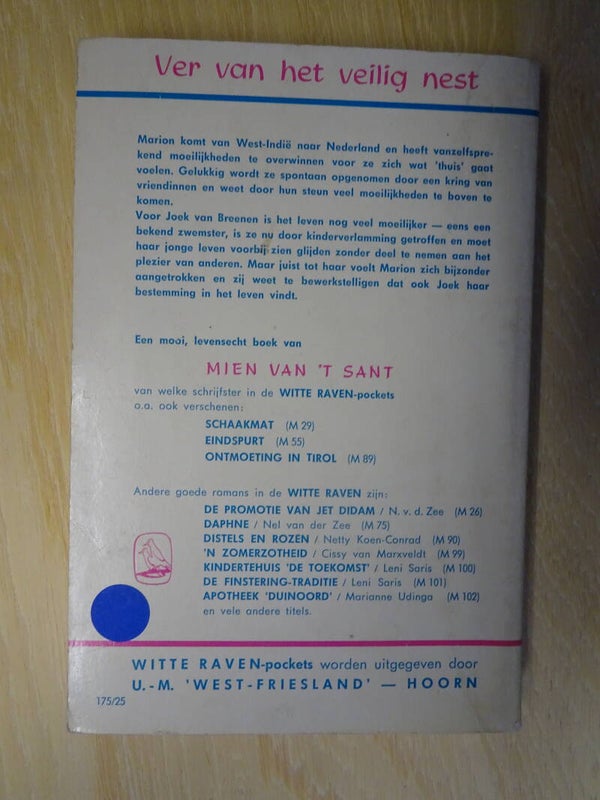 Ver van het veilig nest
Marion komt van West-Indië naar Nederland en heeft vanzelfspre-
kend moeilijkheden te overwinnen voor ze zich wat 'thuis' gaat
voelen. Gelukkig wordt ze spontaan opgenomen door een kring van
vriendinnen en weet door hun steun veel moeilijkheden te boven te
komen.
Voor Joek van Breenen is het leven nog veel moeilijker — eens een
bekend zwemster, is ze nu door kinderverlamming getroffen en moet
haar jonge leven voorbij zien glijden zonder deel te nemen aan het
plezier van anderen. Maar juist tot haar voelt Marion zich bijzonder
aangetrokken en zij weet te bewerkstelligen dat ook Joek haar
bestemming in het leven vindt.
Een mooi, levensecht boek van
MIEN VAN 'T SANT
van welke schrijfster in de WITTE RAVEN-pockets
o.a. ook verschenen:
SCHAAKMAT (M 29)
EINDSPURT (M 55)
ONTMOETING IN TIROL (M 89)
Andere goede romans in de WITTE RAVEN zijn:
DE PROMOTIE VAN JET DIDAM / N. v. d. Zee (M 26)
DAPHNE / Nel van der Zee (M 75)
DISTELS EN ROZEN / Netty Koen-Conrad (M 90)
'N ZOMERZOTHEID / Cissy van Marxveldt (M 99)
KINDERTEHUIS 'DE TOEKOMST' / Leni Saris (M 100)
DE FINSTERING-TRADITIE / Leni Saris (M 101)
APOTHEEK 'DUINOORD' / Marianne Udinga (M 102)
en vele andere titels.
WITTE RAVEN-pockets worden uitgegeven door
U.-M. 'WEST-FRIESLAND' — HOORN
175/25